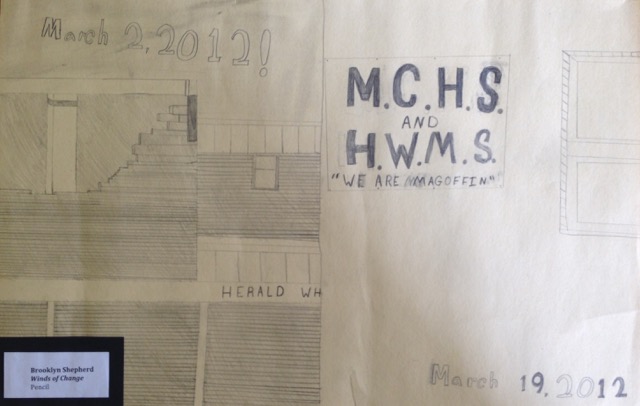 March 2, 2012!
M.C.H.S.
AND
H.W.M.S.
"WE ARE MAGOFFIN"
HERALD WH
Brooklyn Shepherd
Winds of Change
Pencil
March 19, 2012